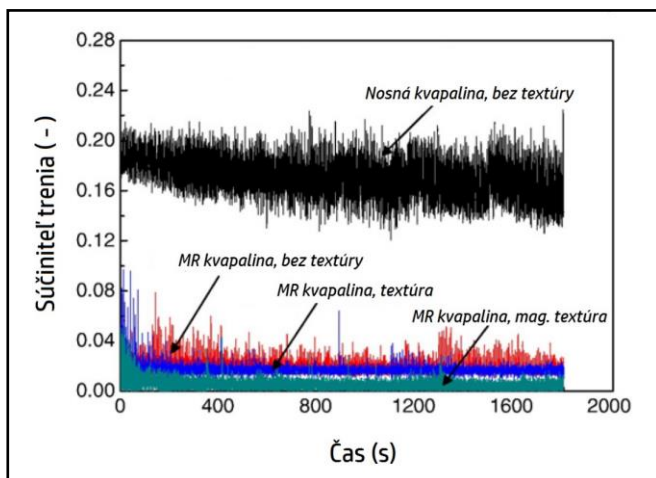 0.28
0.24
0.20
0.16
0.12
0.08
0.04
0.00
Súčiniteľ trenia ( - )
Nosná kvapalina, bez textúry
MR kvapalina, bez textúry
MR kvapalina, textúra
MR kvapalina, mag. textúra
0 400 800 1200 1600 2000
Čas (s)